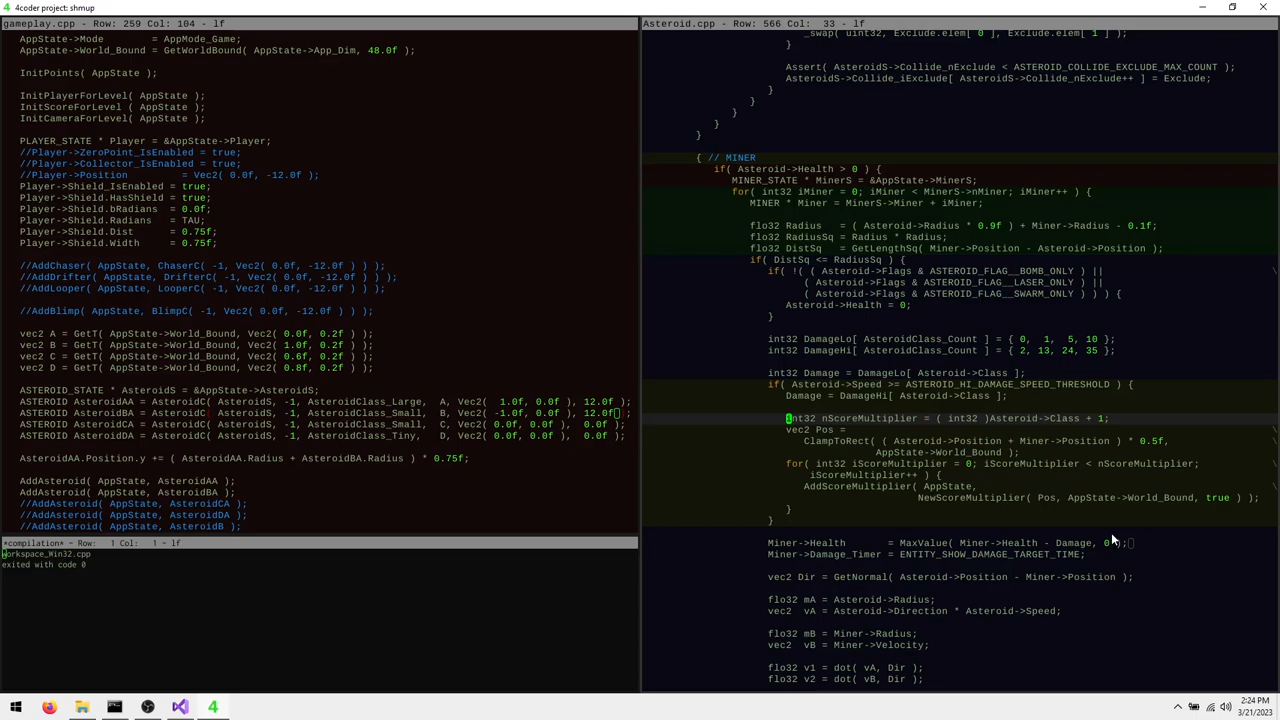 4coder project: shmup
gameplay.cpp - Row: 259 Col: 104 - lf
AppState->Mode        = AppMode_Game;
AppState->World_Bound = GetWorldBound( AppState->App_Dim, 48.0f );
InitPoints( AppState );
InitPlayerForLevel( AppState );
InitScoreForLevel ( AppState );
InitCameraForLevel( AppState );
PLAYER_STATE * Player = &AppState->Player;
//Player->ZeroPoint_IsEnabled = true;
//Player->Collector_IsEnabled = true;
//Player->Position          = Vec2( 0.0f, -12.0f );
Player->Shield_IsEnabled = true;
Player->Shield.HasShield = true;
Player->Shield.bRadians  = 0.0f;
Player->Shield.Radians   = TAU;
Player->Shield.Dist      = 0.75f;
Player->Shield.Width     = 0.75f;
//AddChaser( AppState, ChaserC( -1, Vec2( 0.0f, -12.0f ) ) );
//AddDrifter( AppState, DrifterC( -1, Vec2( 0.0f, -12.0f ) ) );
//AddLooper( AppState, LooperC( -1, Vec2( 0.0f, -12.0f ) ) );
//AddBlimp( AppState, BlimpC( -1, Vec2( 0.0f, -12.0f ) ) );
vec2 A = GetT( AppState->World_Bound, Vec2( 0.0f, 0.2f ) );
vec2 B = GetT( AppState->World_Bound, Vec2( 1.0f, 0.2f ) );
vec2 C = GetT( AppState->World_Bound, Vec2( 0.6f, 0.2f ) );
vec2 D = GetT( AppState->World_Bound, Vec2( 0.8f, 0.2f ) );
ASTEROID_STATE * AsteroidS = &AppState->AsteroidS;
ASTEROID AsteroidAA = AsteroidC( AsteroidS, -1, AsteroidClass_Large,  A, Vec2(  1.0f, 0.0f ), 12.0f );
ASTEROID AsteroidBA = AsteroidC( AsteroidS, -1, AsteroidClass_Small,  B, Vec2( -1.0f, 0.0f ), 12.0f );
ASTEROID AsteroidCA = AsteroidC( AsteroidS, -1, AsteroidClass_Small,  C, Vec2( 0.0f, 0.0f ),  0.0f );
ASTEROID AsteroidDA = AsteroidC( AsteroidS, -1, AsteroidClass_Tiny,   D, Vec2( 0.0f, 0.0f ),  0.0f );
AsteroidAA.Position.y += ( AsteroidAA.Radius + AsteroidBA.Radius ) * 0.75f;
AddAsteroid( AppState, AsteroidAA );
AddAsteroid( AppState, AsteroidBA );
//AddAsteroid( AppState, AsteroidCA );
//AddAsteroid( AppState, AsteroidDA );
//AddAsteroid( AppState, AsteroidB );
*compilation* - Row:   1 Col:   1 - lf
workspace_Win32.cpp
exited with code 0
Asteroid.cpp - Row: 566 Col:  33 - lf
_swap( uint32, Exclude.elem[ 0 ], Exclude.elem[ 1 ] );
}
Assert( AsteroidS->Collide_nExclude < ASTEROID_COLLIDE_EXCLUDE_MAX_COUNT );
AsteroidS->Collide_iExclude[ AsteroidS->Collide_nExclude++ ] = Exclude;
}
}
}
}
}
{ // MINER
if( Asteroid->Health > 0 ) {
MINER_STATE * MinerS = &AppState->MinerS;
for( int32 iMiner = 0; iMiner < MinerS->nMiner; iMiner++ ) {
MINER * Miner = MinerS->Miner + iMiner;
flo32 Radius   = ( Asteroid->Radius * 0.9f ) + Miner->Radius - 0.1f;
flo32 RadiusSq = Radius * Radius;
flo32 DistSq   = GetLengthSq( Miner->Position - Asteroid->Position );
if( DistSq <= RadiusSq ) {
if( !( ( Asteroid->Flags & ASTEROID_FLAG__BOMB_ONLY ) ||
( Asteroid->Flags & ASTEROID_FLAG__LASER_ONLY ) ||
( Asteroid->Flags & ASTEROID_FLAG__SWARM_ONLY ) ) ) {
Asteroid->Health = 0;
}
int32 DamageLo[ AsteroidClass_Count ] = { 0,  1,  5, 10 };
int32 DamageHi[ AsteroidClass_Count ] = { 2, 13, 24, 35 };
int32 Damage = DamageLo[ Asteroid->Class ];
if( Asteroid->Speed >= ASTEROID_HI_DAMAGE_SPEED_THRESHOLD ) {
Damage = DamageHi[ Asteroid->Class ];
int32 nScoreMultiplier = ( int32 )Asteroid->Class + 1;
vec2 Pos =
ClampToRect( ( Asteroid->Position + Miner->Position ) * 0.5f,
AppState->World_Bound );
for( int32 iScoreMultiplier = 0; iScoreMultiplier < nScoreMultiplier;
iScoreMultiplier++ ) {
AddScoreMultiplier( AppState,
NewScoreMultiplier( Pos, AppState->World_Bound, true ) );
}
}
Miner->Health       = MaxValue( Miner->Health - Damage, 0 );
Miner->Damage_Timer = ENTITY_SHOW_DAMAGE_TARGET_TIME;
vec2 Dir = GetNormal( Asteroid->Position - Miner->Position );
flo32 mA = Asteroid->Radius;
vec2  vA = Asteroid->Direction * Asteroid->Speed;
flo32 mB = Miner->Radius;
vec2  vB = Miner->Velocity;
flo32 v1 = dot( vA, Dir );
flo32 v2 = dot( vB, Dir );
2:24 PM
3/21/2023